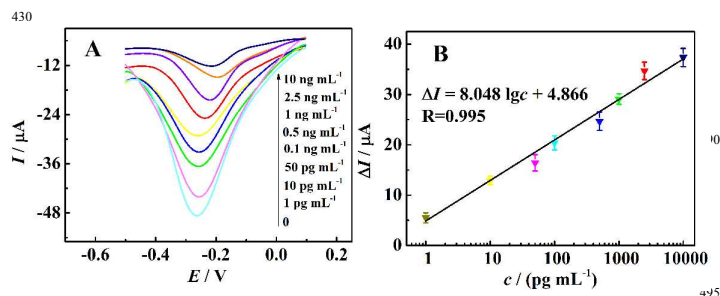 430
A
I / μA
-12
-24
-36
-48
-0.6
-0.4
-0.2
0.0
0.2
E / V
10 ng mL⁻¹
2.5 ng mL⁻¹
1 ng mL⁻¹
0.5 ng mL⁻¹
0.1 ng mL⁻¹
50 pg mL⁻¹
10 pg mL⁻¹
1 pg mL⁻¹
0
B
ΔI / μA
40
30
20
10
0
ΔI = 8.048 lgc + 4.866
R=0.995
1
10
100
1000
10000
c / (pg mL⁻¹)
495